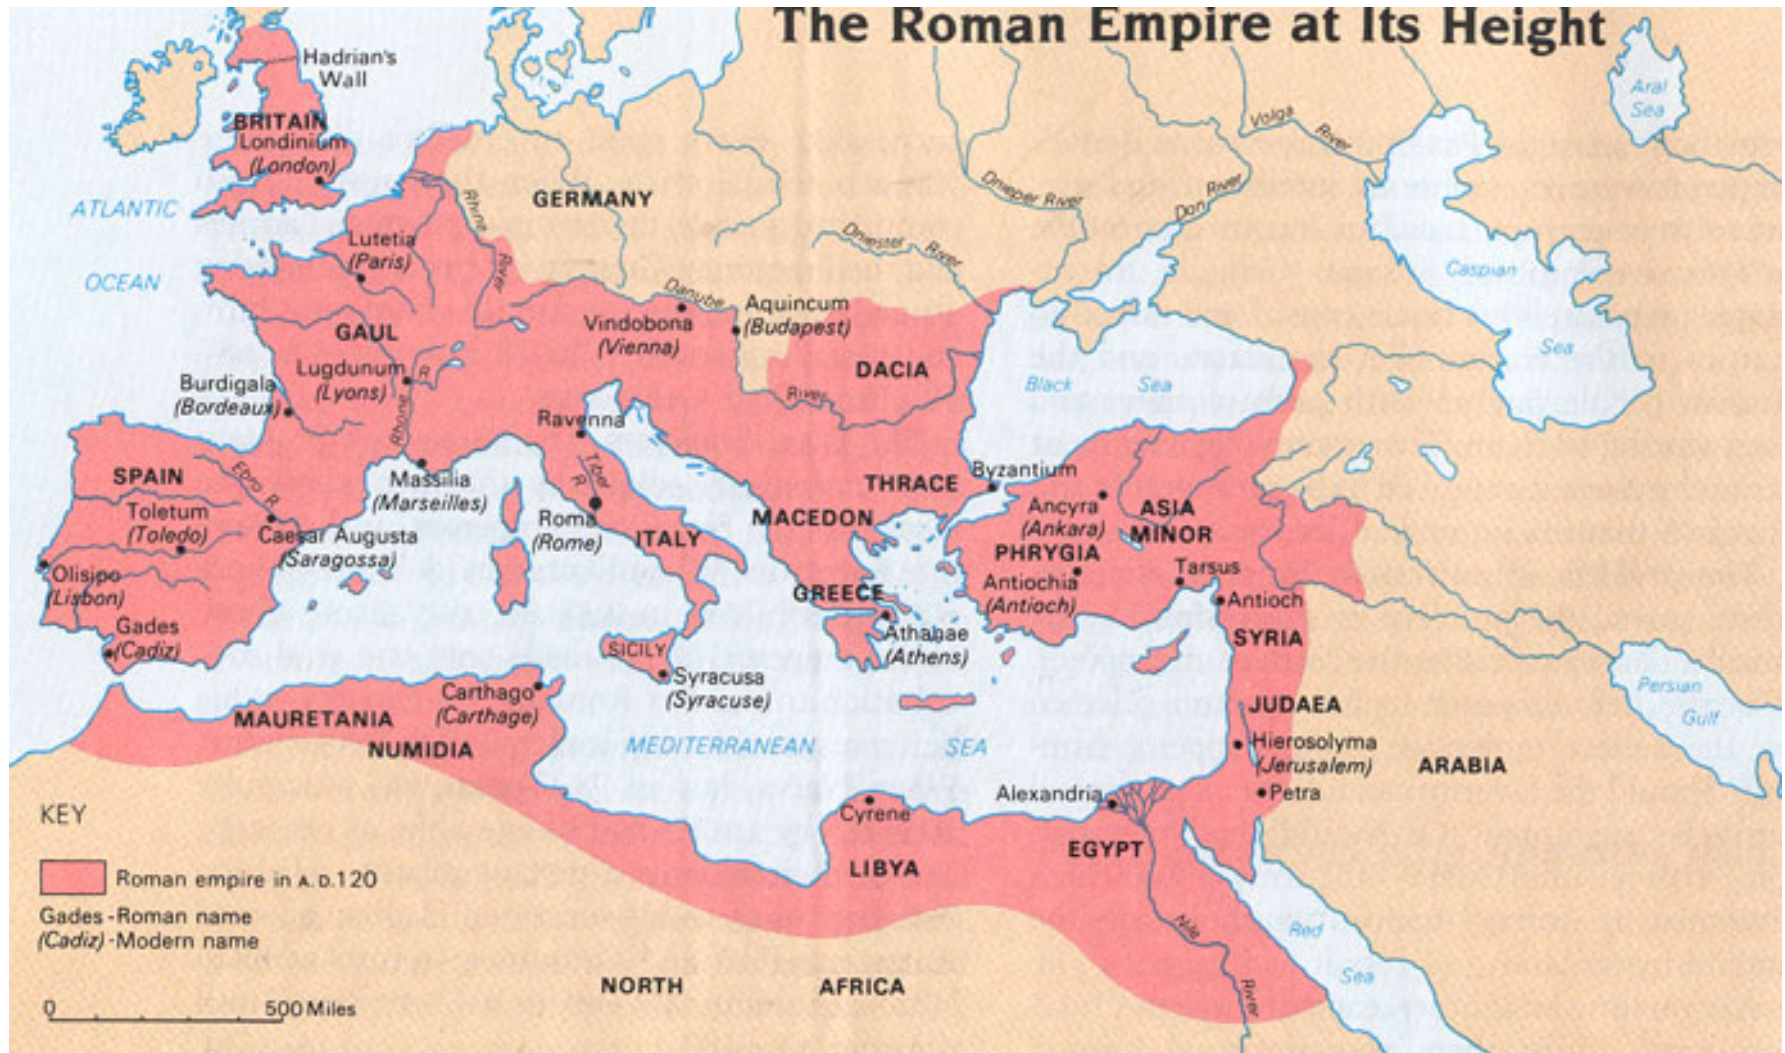 The Roman Empire at Its Height
Hadrian's
Wall
BRITAIN
Londinium
(London)
ATLANTIC
OCEAN
GERMANY
Rhine
River
Lutetia
(Paris)
GAUL
Lugdunum
(Lyons)
R
Rhone
Burdigala
(Bordeaux)
Danube
River
Vindobona
(Vienna)
Aquincum
(Budapest)
DACIA
Dniester River
Dnieper River
Don River
Volga River
Aral
Sea
Caspian
Sea
Black Sea
SPAIN
Ebro R
Toletum
(Toledo)
Caesar Augusta
(Saragossa)
Olisipo
(Lisbon)
Gades
(Cadiz)
Massilia
(Marseilles)
Ravenna
Tiber
R
Roma
(Rome)
ITALY
SICILY
Syracusa
(Syracuse)
THRACE
MACEDON
GREECE
Athanae
(Athens)
Byzantium
Ancyra
(Ankara)
ASIA
MINOR
PHRYGIA
Antiochia
(Antioch)
Tarsus
Antioch
SYRIA
JUDAEA
Hierosolyma
(Jerusalem)
Petra
ARABIA
Persian
Gulf
MAURETANIA
NUMIDIA
Carthago
(Carthage)
MEDITERRANEAN SEA
Cyrene
LIBYA
Alexandria
EGYPT
Nile
River
Red
Sea
NORTH AFRICA
KEY
Roman empire in A.D.120
Gades -Roman name
(Cadiz) -Modern name
0 500 Miles